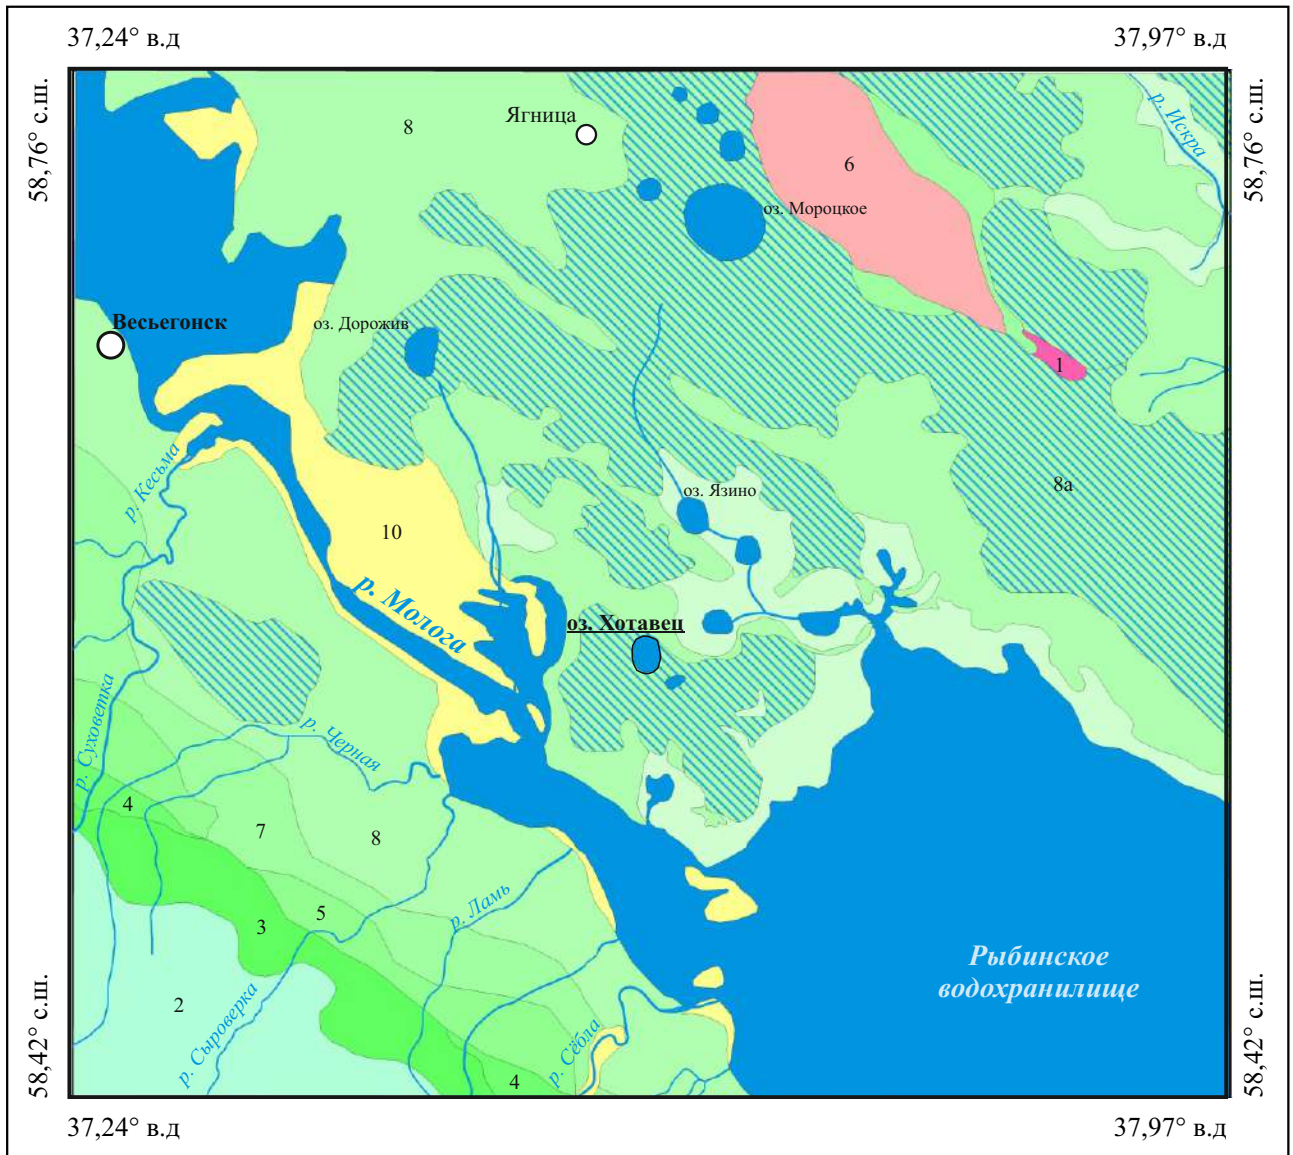 37,24° в.д
37,97° в.д
58,76° с.ш.
58,76° с.ш.
р. Искра
Ягница
8
6
оз. Мороцкое
Весьегонск
оз. Дорожив
1
р. Кесьма
оз. Язино
8а
10
р. Молога
оз. Хотавец
р. Суховетка
р. Черная
4
7
8
5
р. Ламь
3
Рыбинское
водохранилище
2
р. Сыроверка
р. Сёбла
4
58,42° с.ш.
58,42° с.ш.
37,24° в.д
37,97° в.д